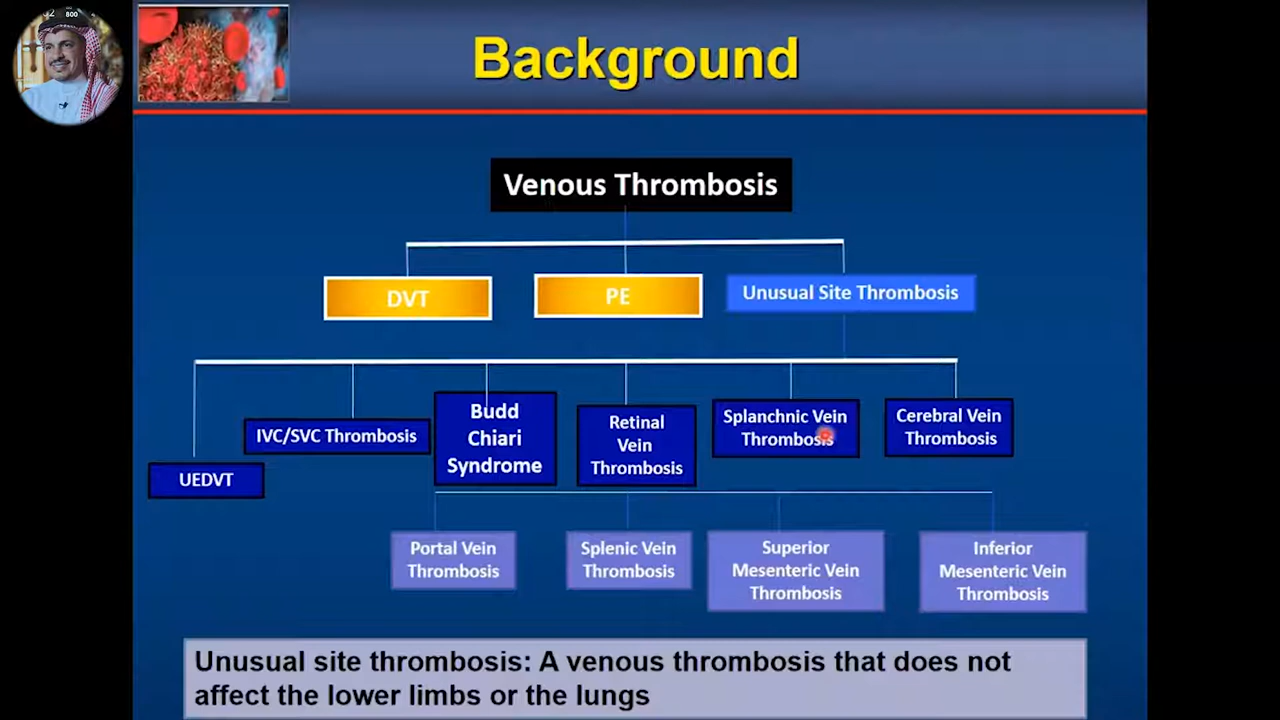 800
Background
Venous Thrombosis
DVT
PE
Unusual Site Thrombosis
UEDVT
IVC/SVC Thrombosis
Budd
Chiari
Syndrome
Retinal
Vein
Thrombosis
Splanchnic Vein
Thrombosis
Cerebral Vein
Thrombosis
Portal Vein
Thrombosis
Splenic Vein
Thrombosis
Superior
Mesenteric Vein
Thrombosis
Inferior
Mesenteric Vein
Thrombosis
Unusual site thrombosis: A venous thrombosis that does not
affect the lower limbs or the lungs